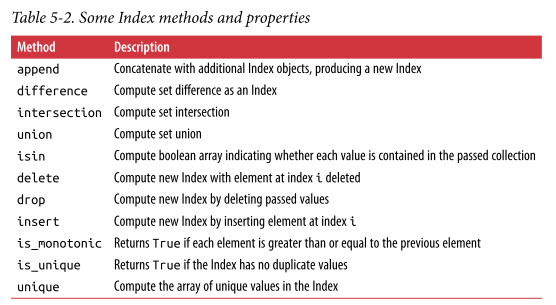 Table 5-2. Some Index methods and properties
Method Description
append Concatenate with additional Index objects, producing a new Index
difference Compute set difference as an Index
intersection Compute set intersection
union Compute set union
isin Compute boolean array indicating whether each value is contained in the passed collection
delete Compute new Index with element at index i deleted
drop Compute new Index by deleting passed values
insert Compute new Index by inserting element at index i
is_monotonic Returns True if each element is greater than or equal to the previous element
is_unique Returns True if the Index has no duplicate values
unique Compute the array of unique values in the Index